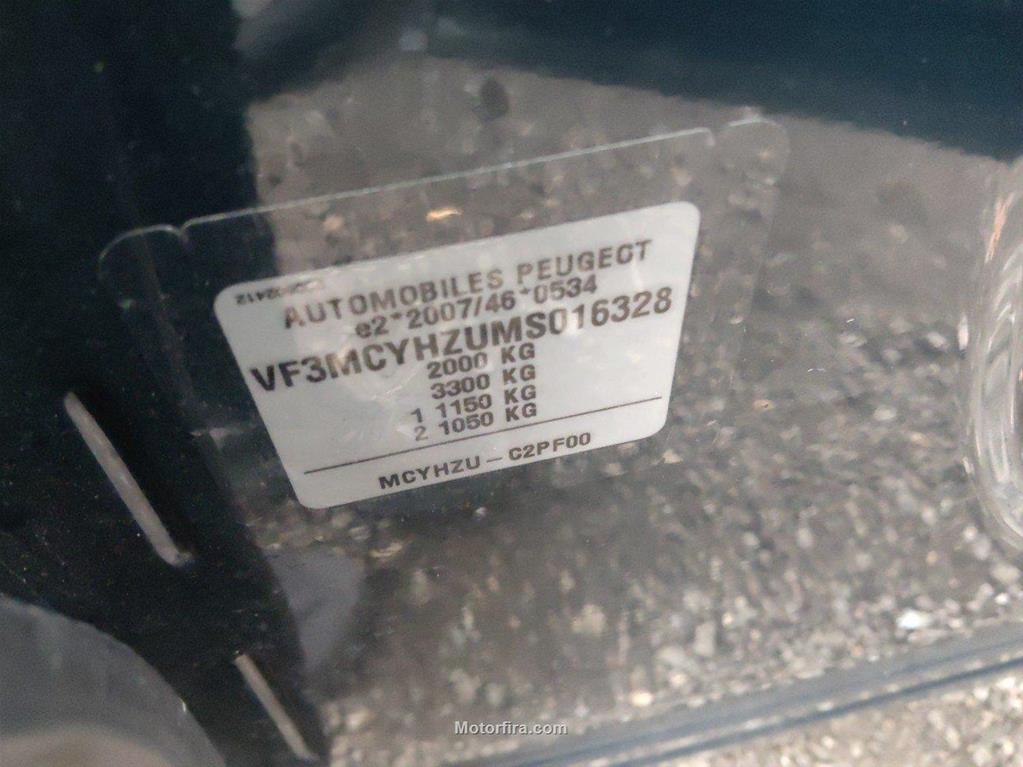 AUTOMOBILES PEUGEOT
e2*2007/46*0534
VF3MCYHZUMS016328
2000 KG
3300 KG
1 1150 KG
2 1050 KG
MCYHZU - C2PF00
Motorfira.com